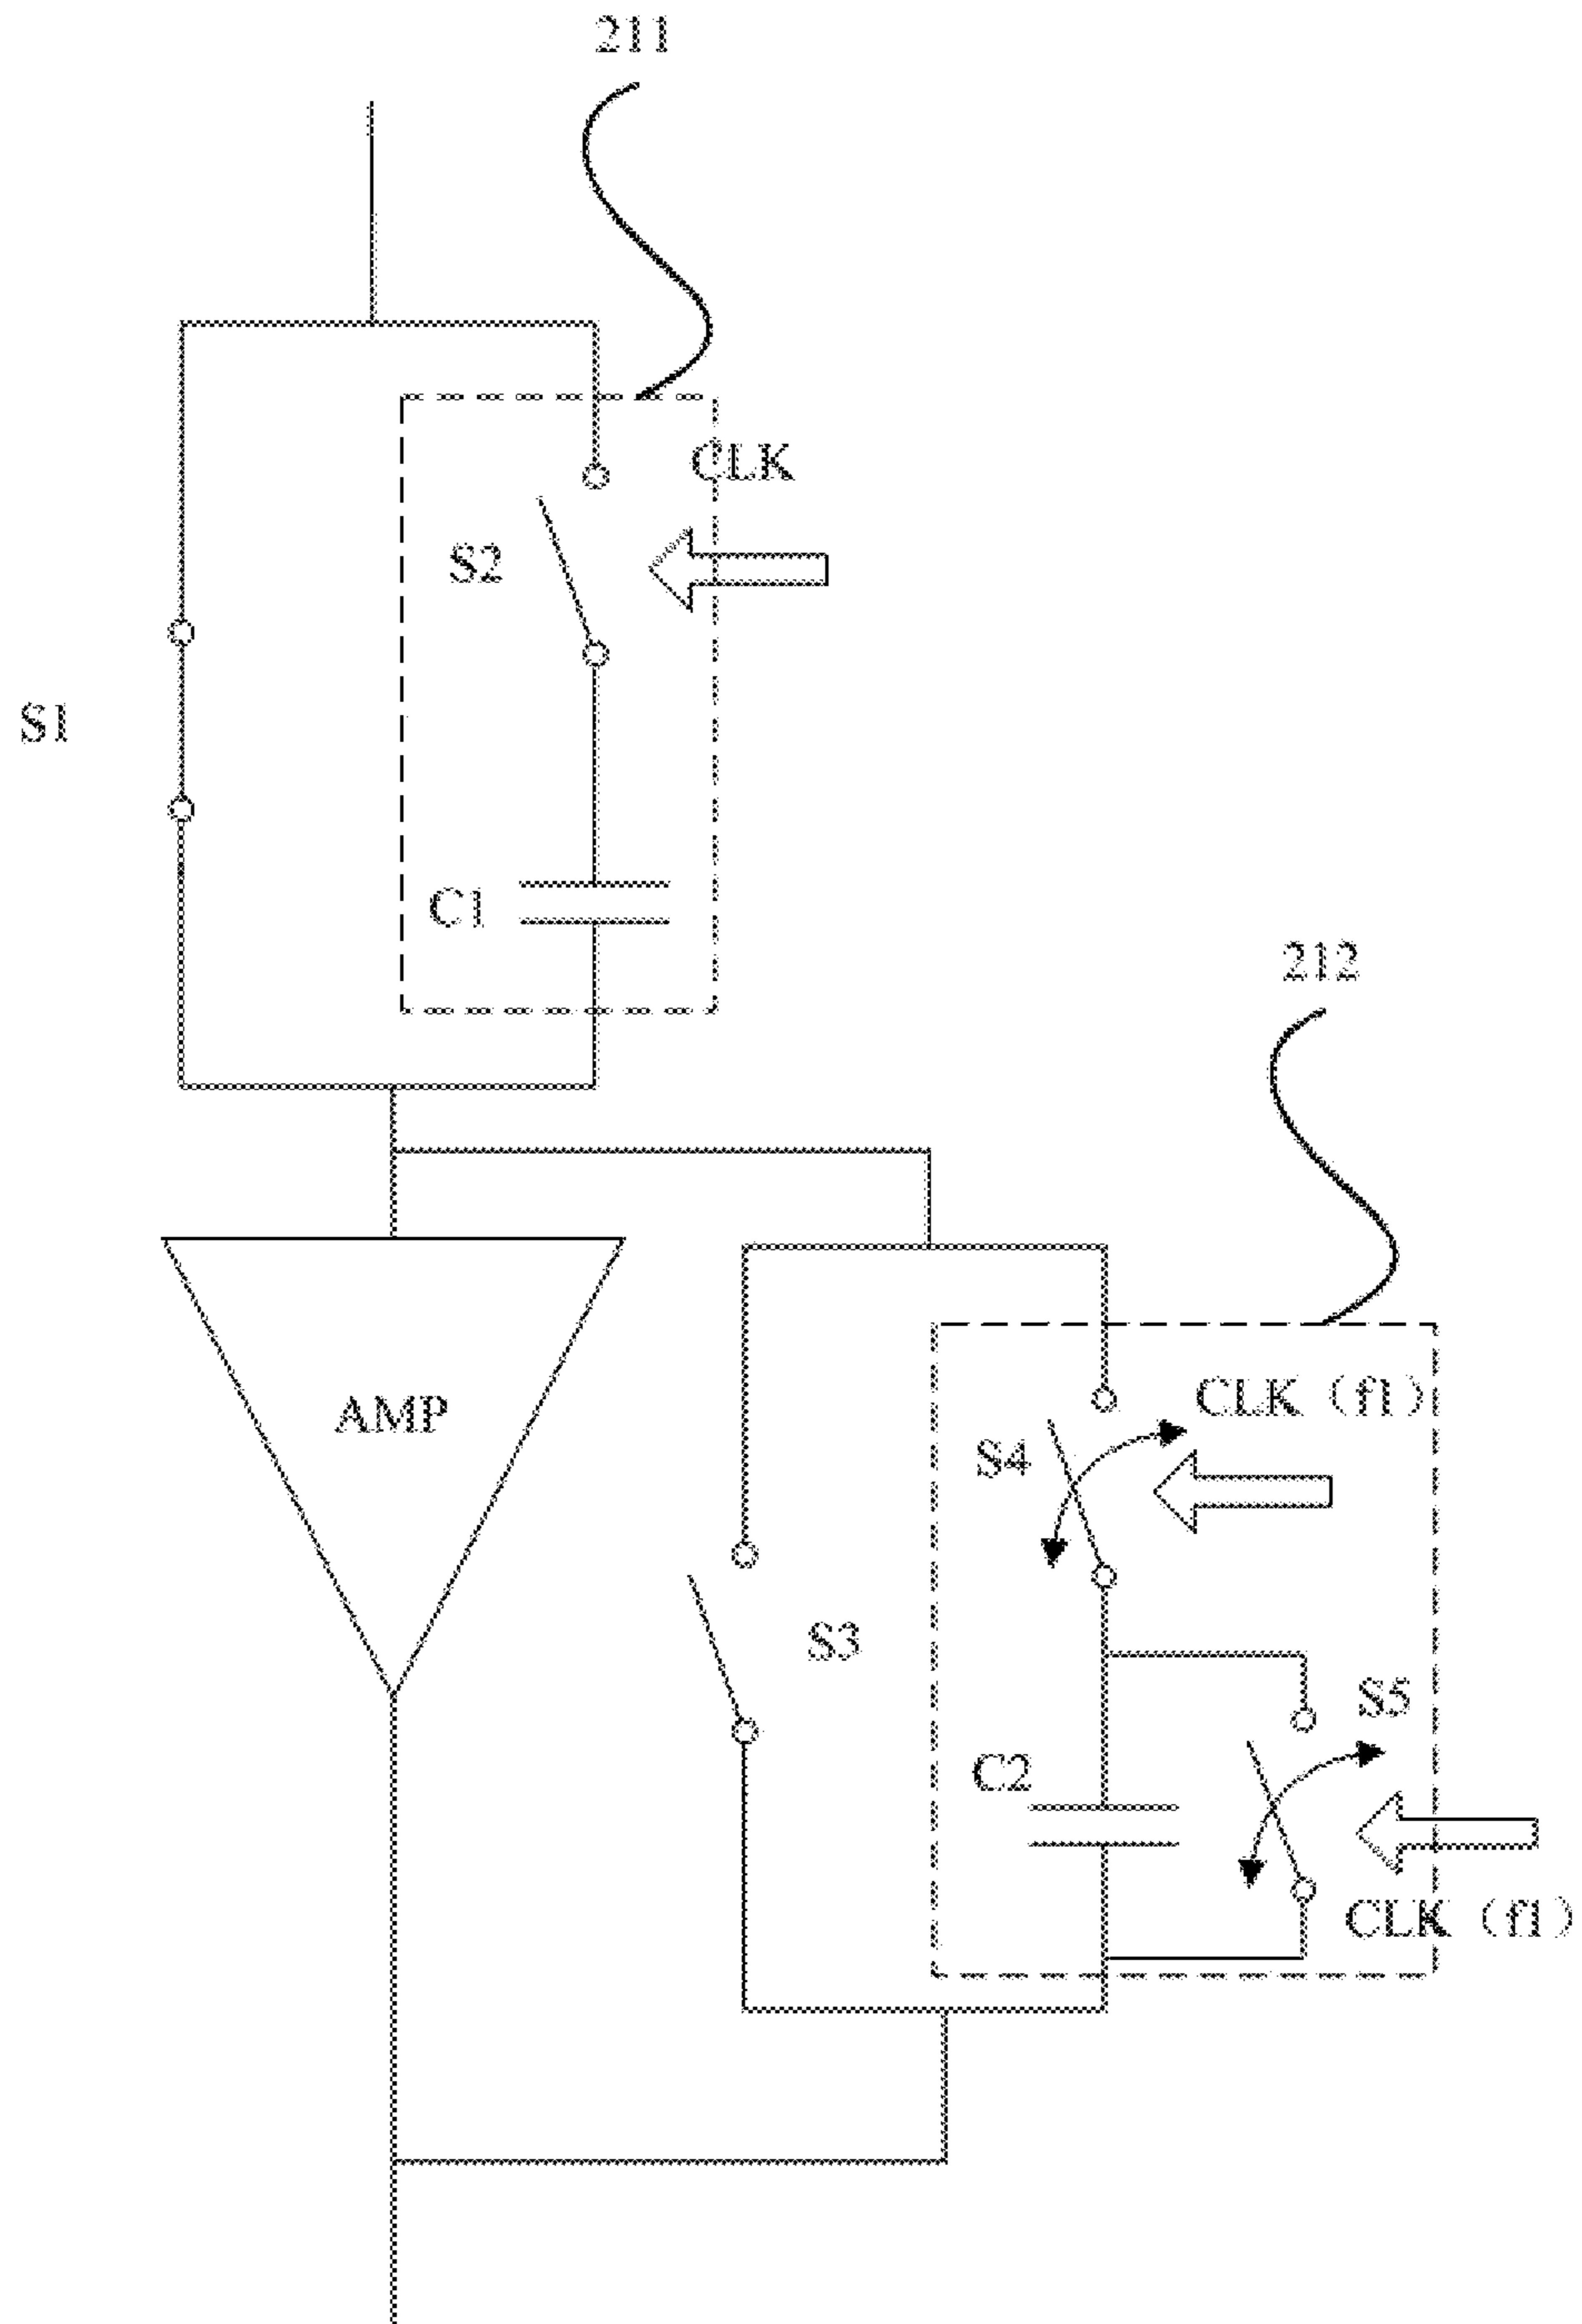 211
CLK
S2
S1
C1
212
CLK（f1）
S4
AMP
S3
S5
C2
CLK（f1）